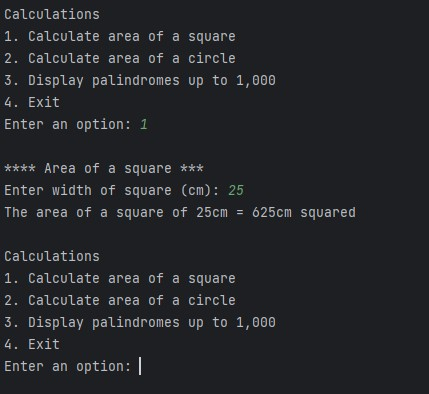 Calculations
1. Calculate area of a square
2. Calculate area of a circle
3. Display palindromes up to 1,000
4. Exit
Enter an option: 1
**** Area of a square ***
Enter width of square (cm): 25
The area of a square of 25cm = 625cm squared
Calculations
1. Calculate area of a square
2. Calculate area of a circle
3. Display palindromes up to 1,000
4. Exit
Enter an option: